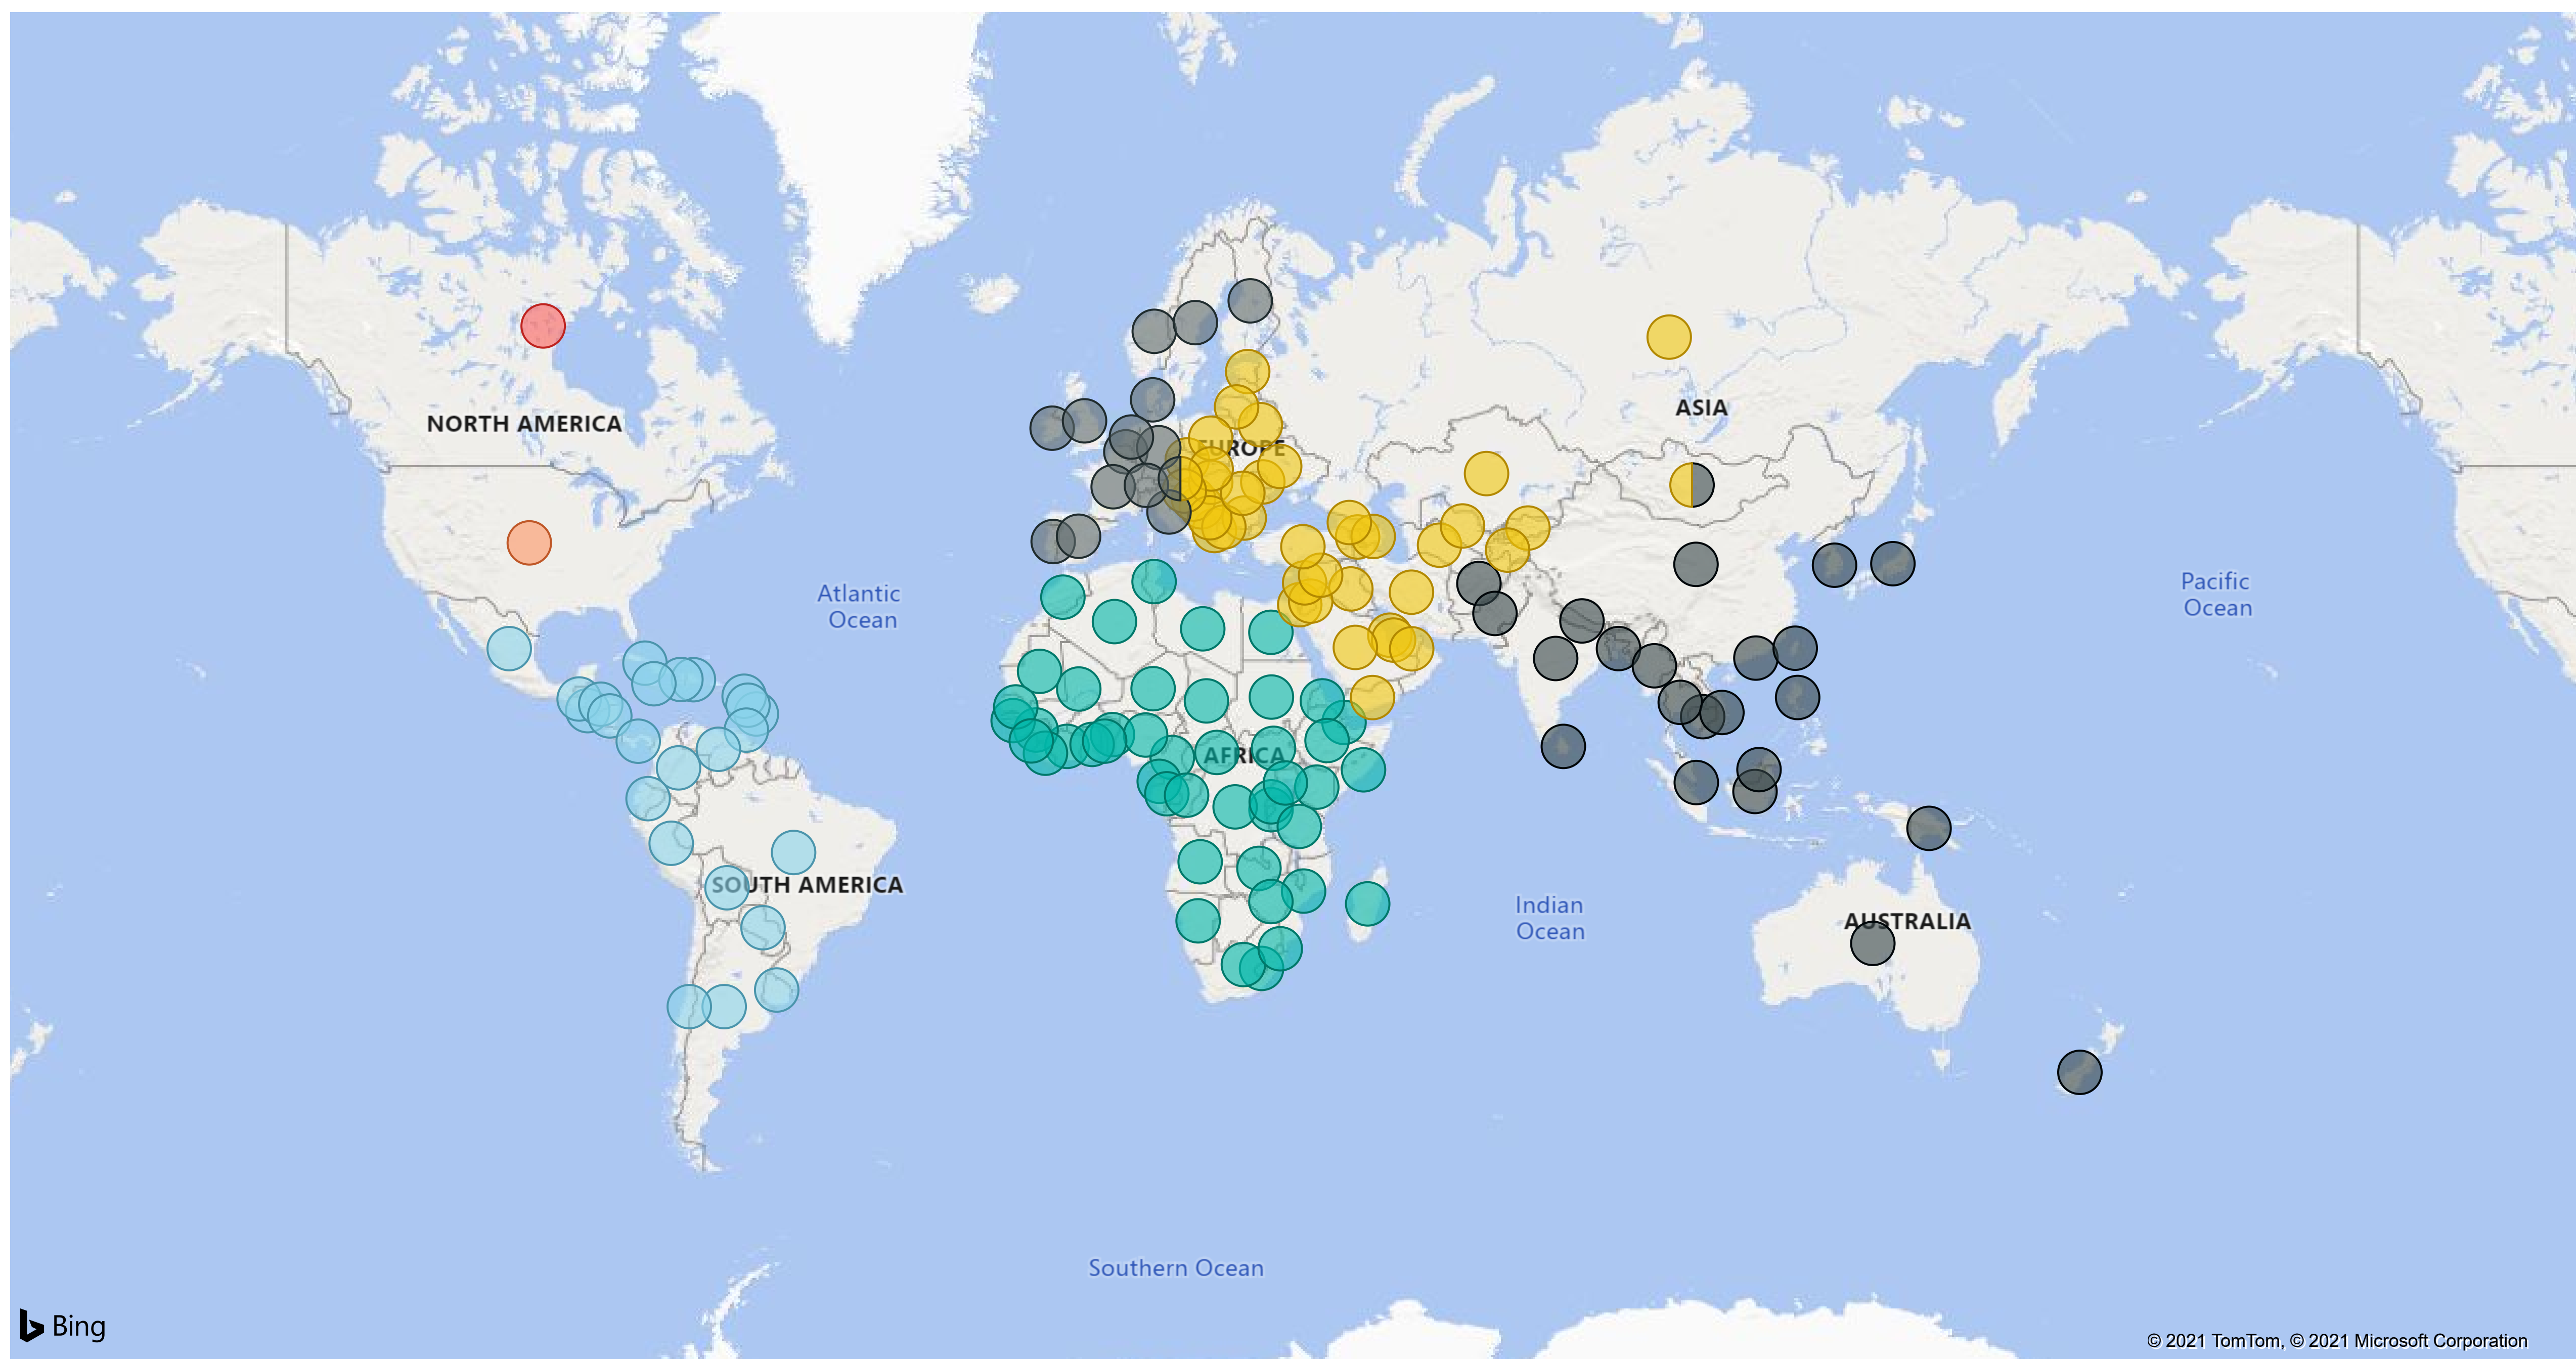 NORTH AMERICA
ASIA
EUROPE
Atlantic
Ocean
Pacific
Ocean
AFRICA
SOUTH AMERICA
Indian
Ocean
AUSTRALIA
Southern Ocean
Bing
© 2021 TomTom, © 2021 Microsoft Corporation